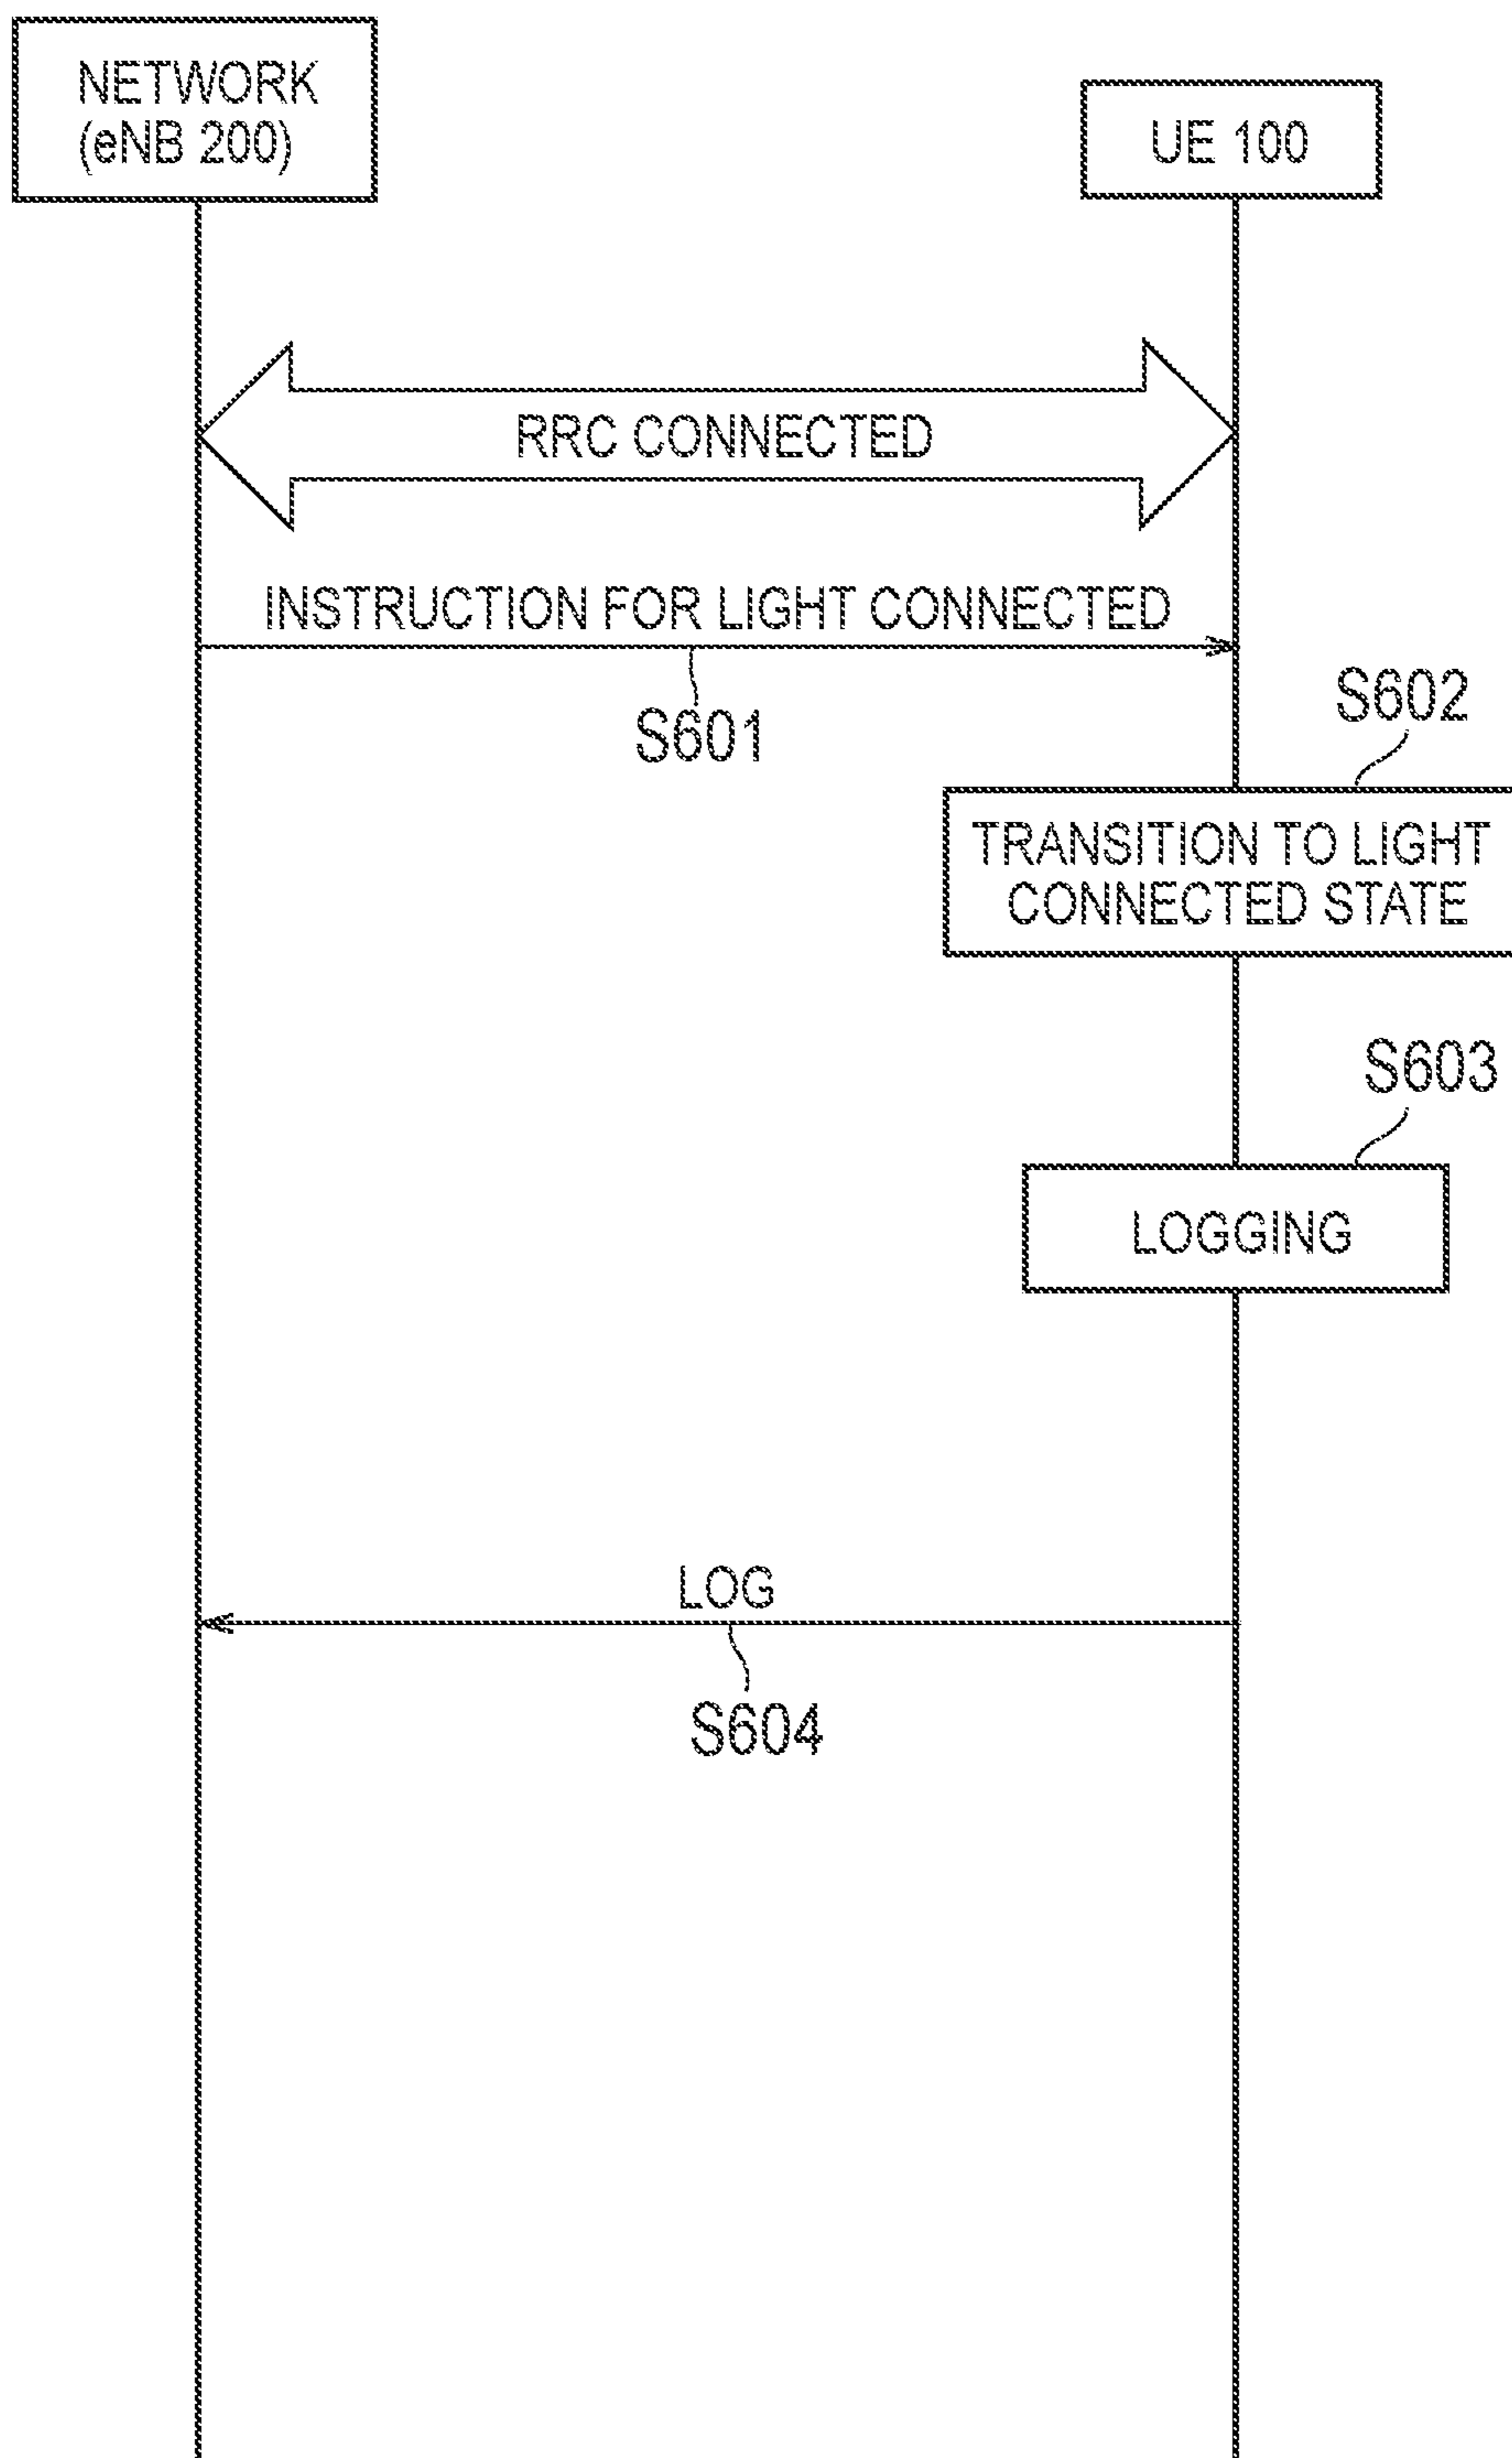 NETWORK
(eNB 200)
UE 100
RRC CONNECTED
INSTRUCTION FOR LIGHT CONNECTED
S601
S602
TRANSITION TO LIGHT
CONNECTED STATE
S603
LOGGING
LOG
S604